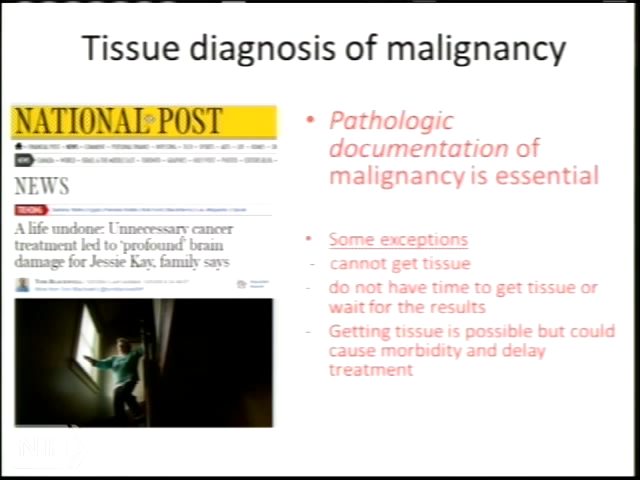 Tissue diagnosis of malignancy
NATIONAL POST
NEWS
A life undone: Unnecessary cancer
treatment led to 'profound' brain
damage for Jessie Kay, family says
• Pathologic
documentation of
malignancy is essential
• Some exceptions
- cannot get tissue
- do not have time to get tissue or
wait for the results
- Getting tissue is possible but could
cause morbidity and delay
treatment